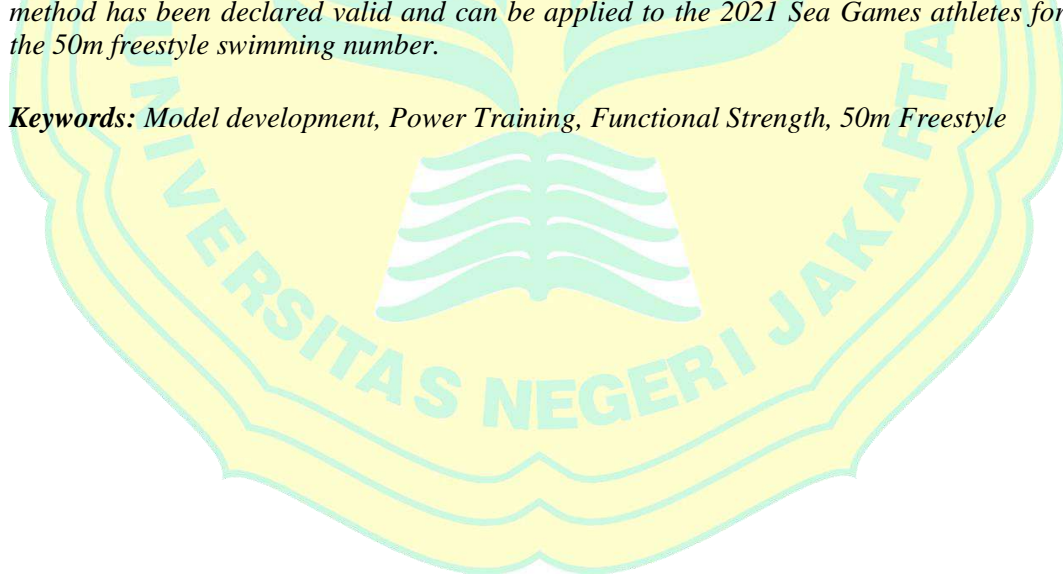 method has been declared valid and can be applied to the 2021 Sea Games athletes for
the 50m freestyle swimming number.
Keywords: Model development, Power Training, Functional Strength, 50m Freestyle
UNIVERSITAS NEGERI JAKARTA